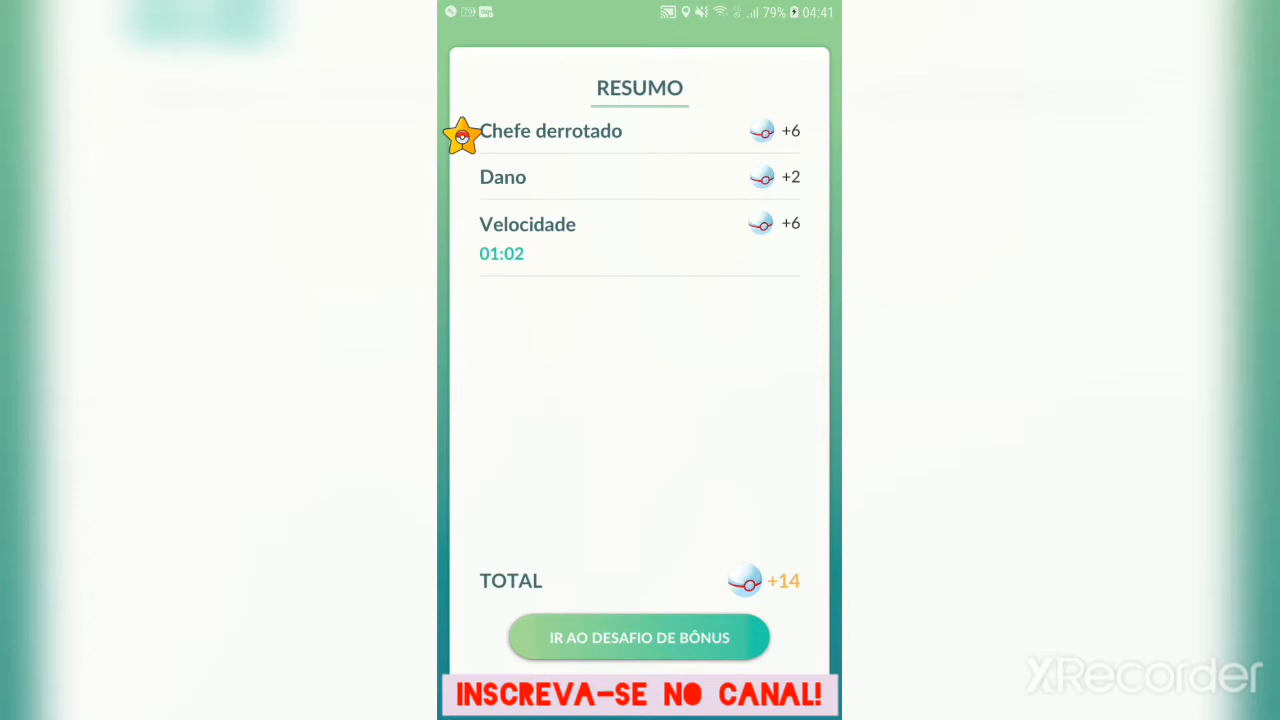 79% 04:41
RESUMO
Chefe derrotado +6
Dano +2
Velocidade +6
01:02
TOTAL +14
IR AO DESAFIO DE BÔNUS
INSCREVA-SE NO CANAL!
XRecorder